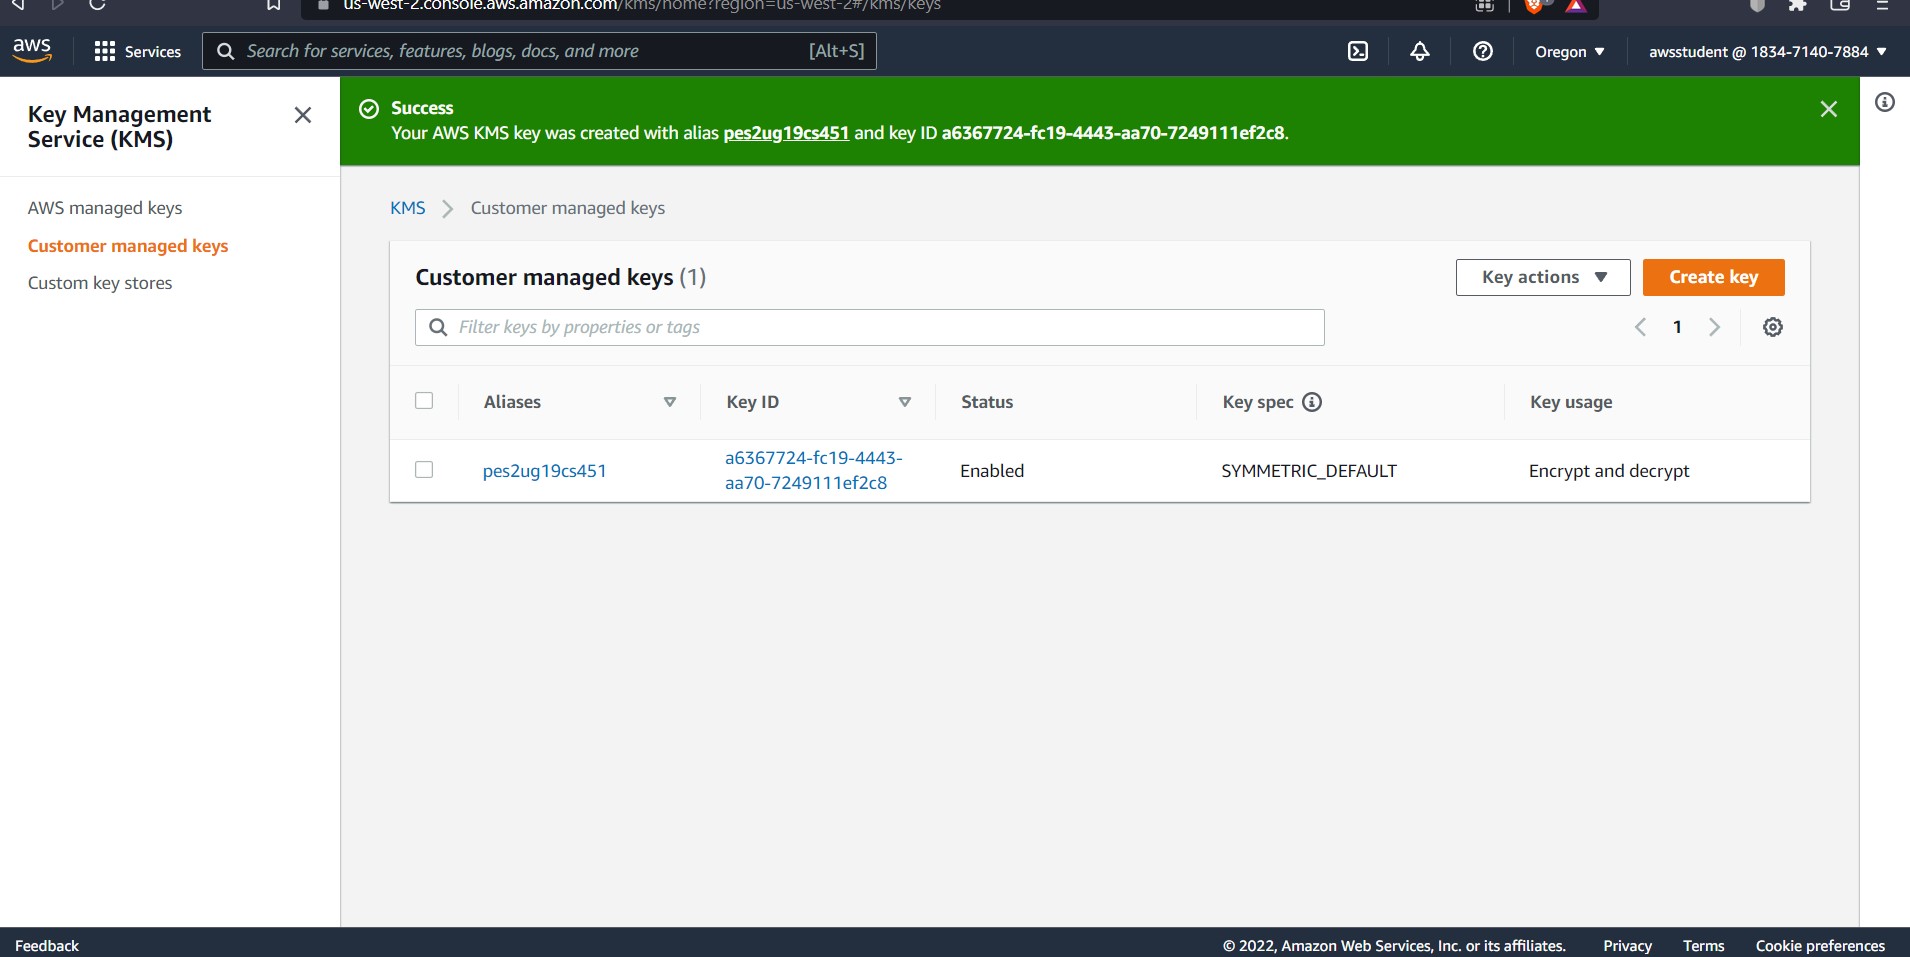 us-west-2.console.aws.amazon.com/kms/home?region=us-west-2#/kms/keys
aws
Services
Search for services, features, blogs, docs, and more [Alt+S]
Oregon
awsstudent @ 1834-7140-7884
Key Management
Service (KMS)
AWS managed keys
Customer managed keys
Custom key stores
Success
Your AWS KMS key was created with alias pes2ug19cs451 and key ID a6367724-fc19-4443-aa70-7249111ef2c8.
KMS Customer managed keys
Customer managed keys (1)
Key actions
Create key
Filter keys by properties or tags
1
Aliases Key ID Status Key spec Key usage
pes2ug19cs451 a6367724-fc19-4443-
aa70-7249111ef2c8 Enabled SYMMETRIC_DEFAULT Encrypt and decrypt
Feedback
© 2022, Amazon Web Services, Inc. or its affiliates. Privacy Terms Cookie preferences